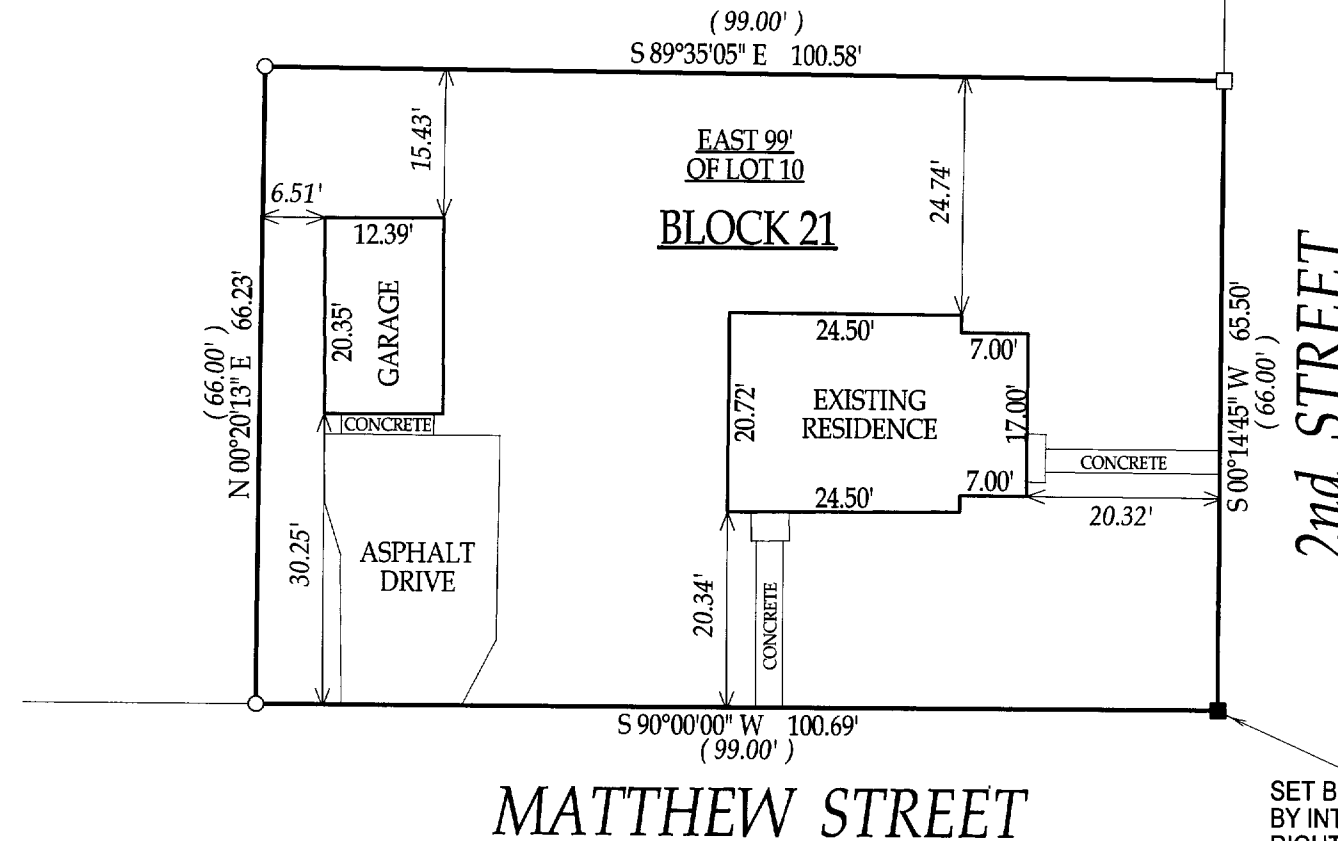 ( 99.00' )
S 89°35'05" E 100.58'
15.43'
EAST 99'
OF LOT 10
24.74'
6.51'
BLOCK 21
12.39'
20.35'
GARAGE
N 00°20'13" E 66.23'
( 66.00' )
24.50'
7.00'
EXISTING
RESIDENCE
20.72'
17.00'
S 00°14'45" W 65.50'
( 66.00' )
2nd STREET
CONCRETE
CONCRETE
7.00'
24.50'
20.32'
ASPHALT
DRIVE
30.25'
20.34'
CONCRETE
S 90°00'00" W 100.69'
( 99.00' )
MATTHEW STREET
SET B
BY INT
RIGHT